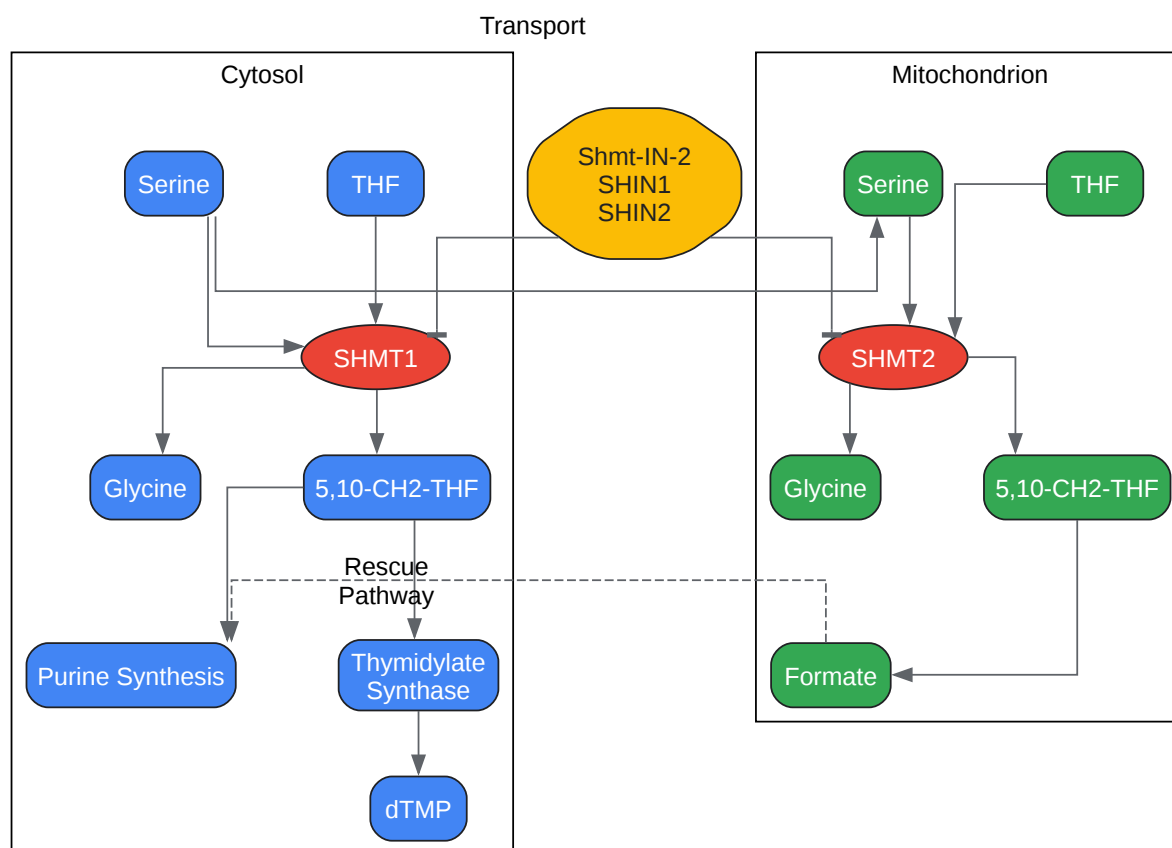 Transport
Cytosol
Mitochondrion
Shmt-IN-2
SHIN1
SHIN2
Serine
THF
Serine
THF
SHMT1
SHMT2
Glycine
5,10-CH2-THF
Glycine
5,10-CH2-THF
Rescue
Pathway
Purine Synthesis
Thymidylate
Synthase
Formate
dTMP